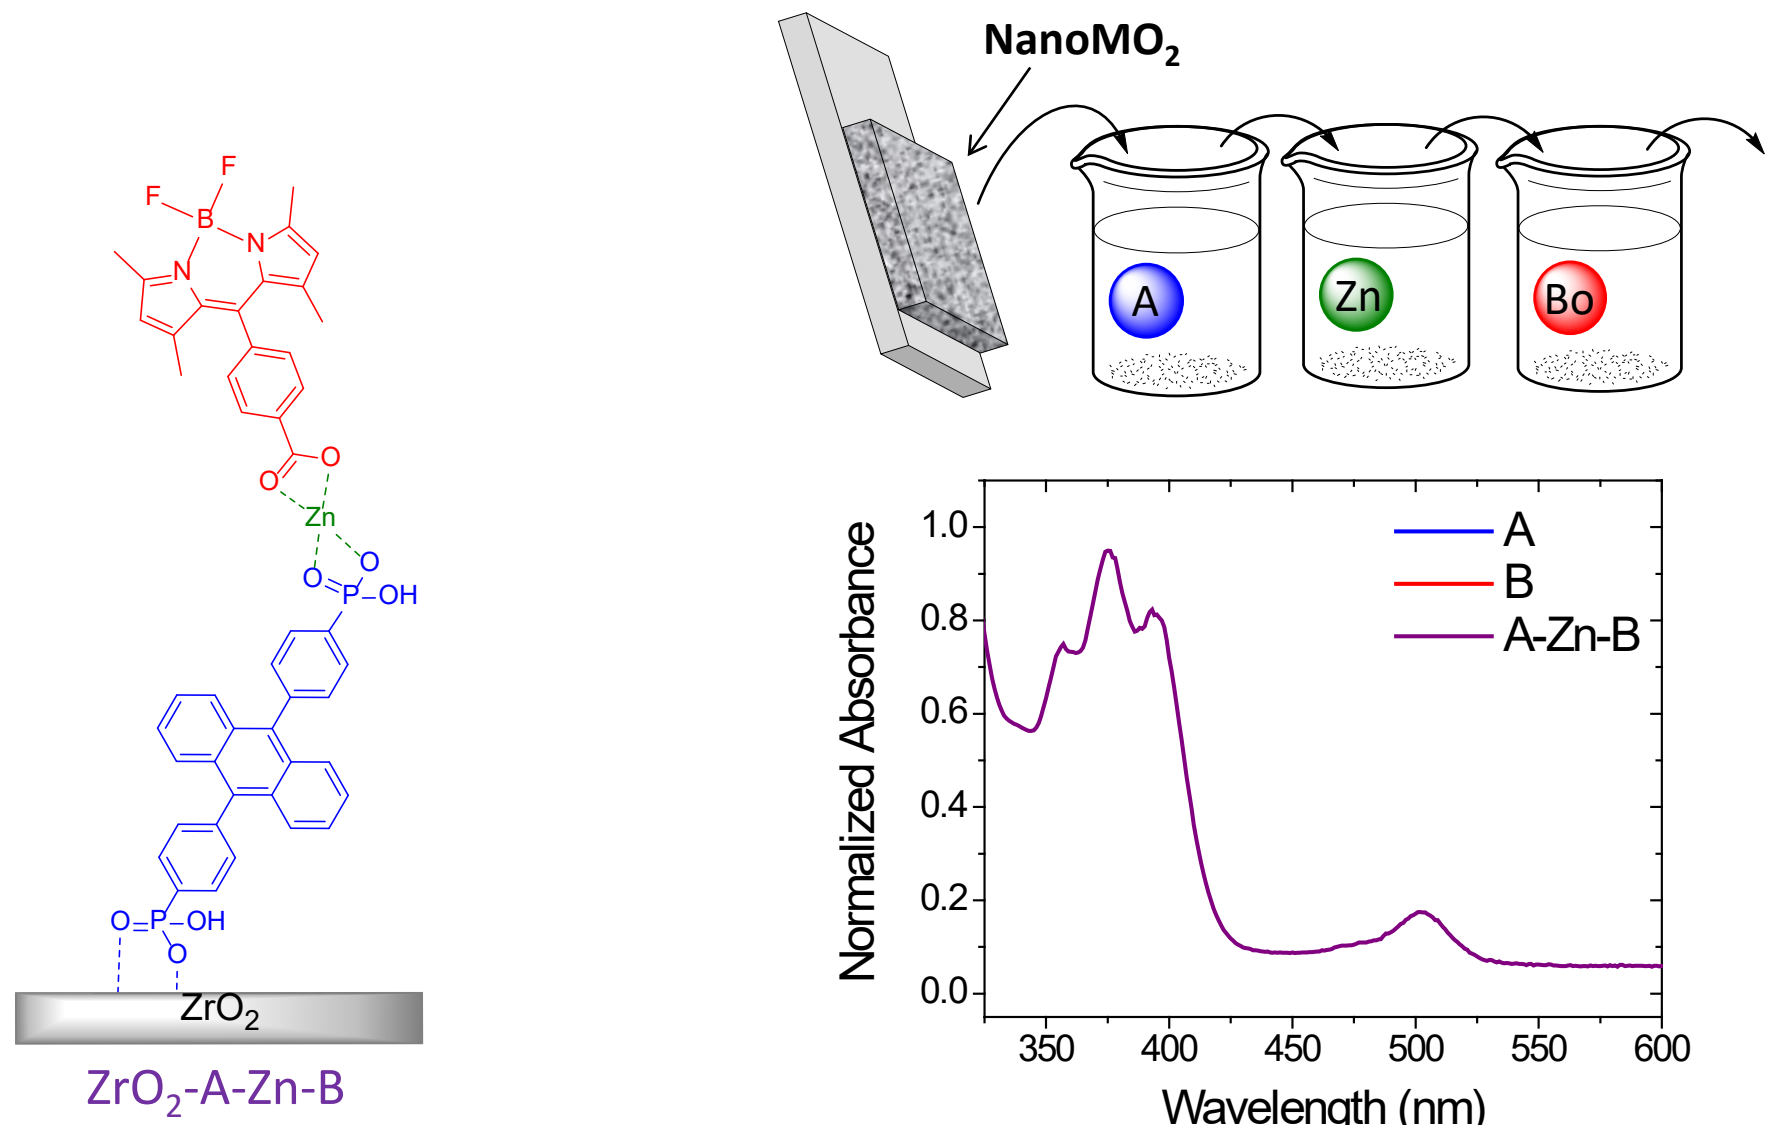 NanoMO2
A
Zn
Bo
F
F
B
N
N
O
O
Zn
O
O
P
OH
O
P
OH
O
ZrO2
ZrO2-A-Zn-B
A
B
A-Zn-B
Normalized Absorbance
1.0
0.8
0.6
0.4
0.2
0.0
350 400 450 500 550 600
Wavelength (nm)